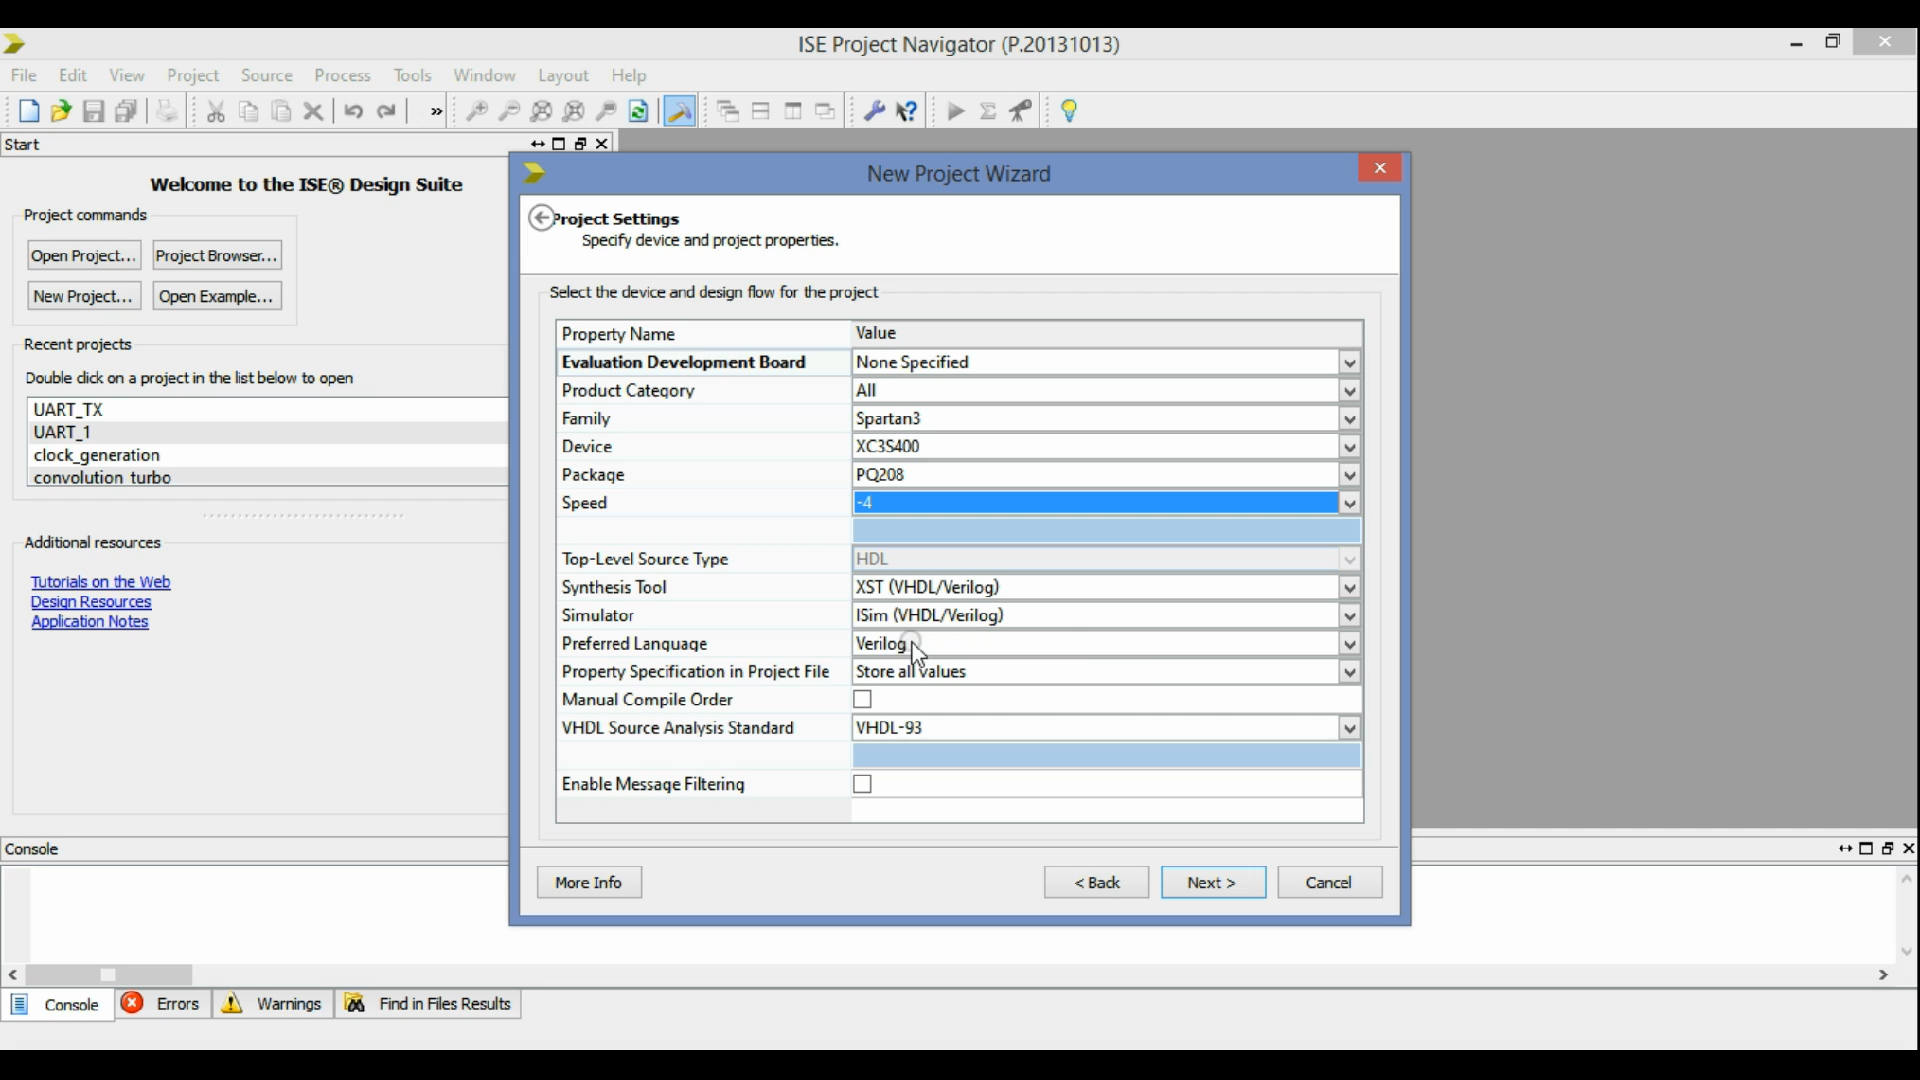 ISE Project Navigator (P.20131013)
File Edit View Project Source Process Tools Window Layout Help
»
Start
Welcome to the ISE® Design Suite
Project commands
Open Project... Project Browser...
New Project... Open Example...
Recent projects
Double click on a project in the list below to open
UART_TX
UART_1
clock_generation
convolution turbo
Additional resources
Tutorials on the Web
Design Resources
Application Notes
New Project Wizard
Project Settings
Specify device and project properties.
Select the device and design flow for the project
Property Name Value
Evaluation Development Board None Specified
Product Category All
Family Spartan3
Device XC3S400
Package PQ208
Speed -4
Top-Level Source Type HDL
Synthesis Tool XST (VHDL/Verilog)
Simulator ISim (VHDL/Verilog)
Preferred Language Verilog
Property Specification in Project File Store all values
Manual Compile Order
VHDL Source Analysis Standard VHDL-93
Enable Message Filtering
More Info < Back Next > Cancel
Console
Console Errors Warnings Find in Files Results